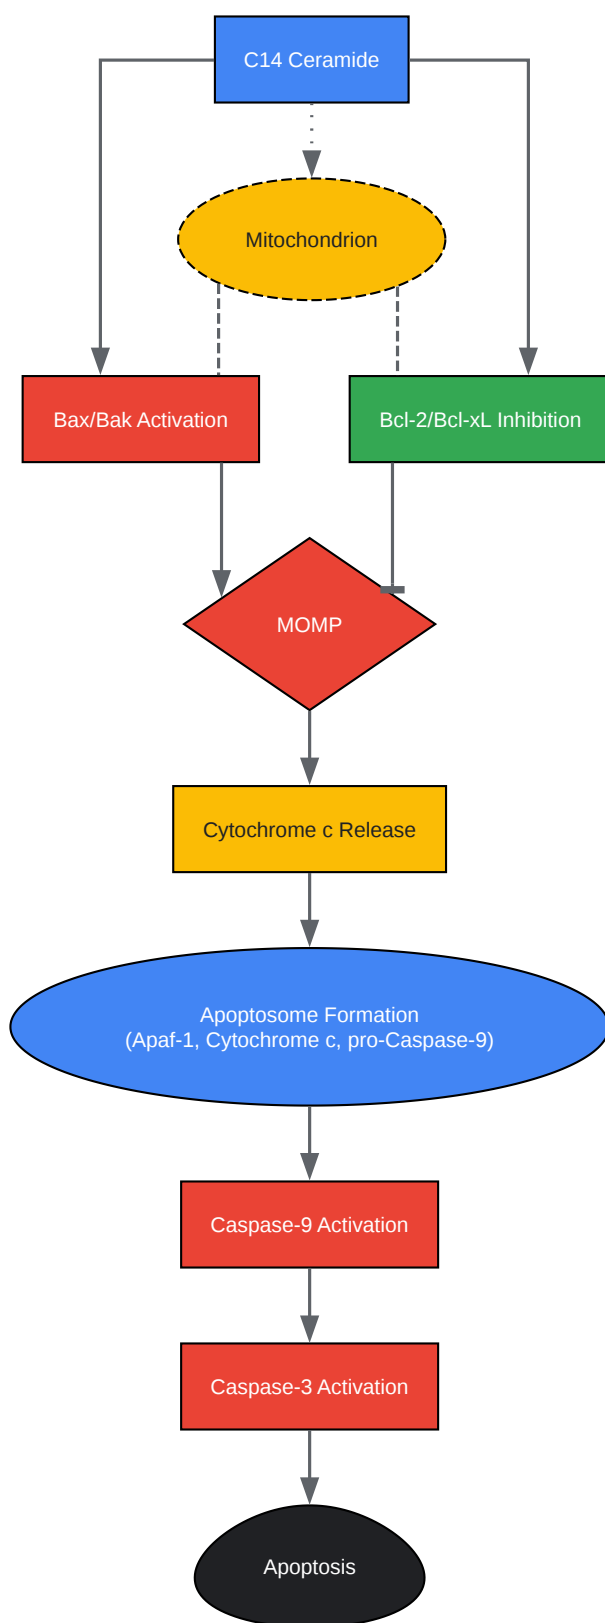 C14 Ceramide
Mitochondrion
Bax/Bak Activation
Bcl-2/Bcl-xL Inhibition
MOMP
Cytochrome c Release
Apoptosome Formation
(Apaf-1, Cytochrome c, pro-Caspase-9)
Caspase-9 Activation
Caspase-3 Activation
Apoptosis